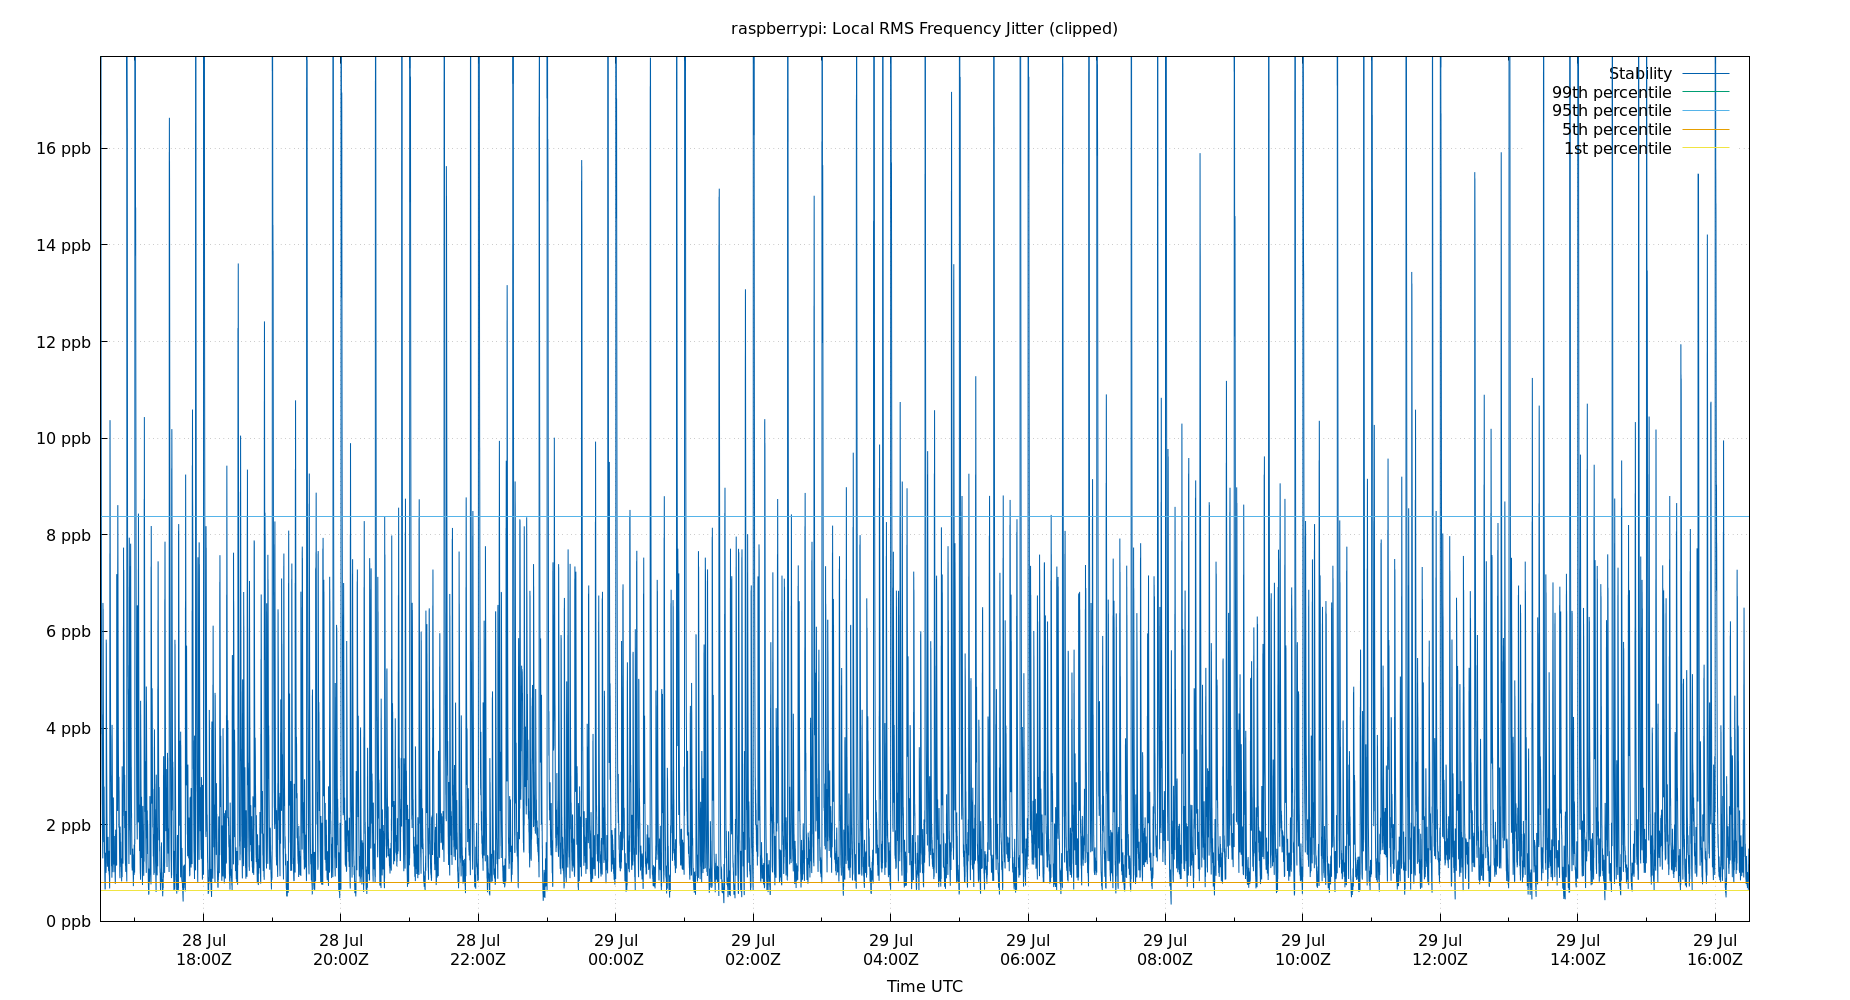 raspberrypi: Local RMS Frequency Jitter (clipped)
Stability
99th percentile
95th percentile
5th percentile
1st percentile
16 ppb
14 ppb
12 ppb
10 ppb
8 ppb
6 ppb
4 ppb
2 ppb
0 ppb
28 Jul 28 Jul 28 Jul 29 Jul 29 Jul 29 Jul 29 Jul 29 Jul 29 Jul 29 Jul 29 Jul 29 Jul
18:00Z 20:00Z 22:00Z 00:00Z 02:00Z 04:00Z 06:00Z 08:00Z 10:00Z 12:00Z 14:00Z 16:00Z
Time UTC